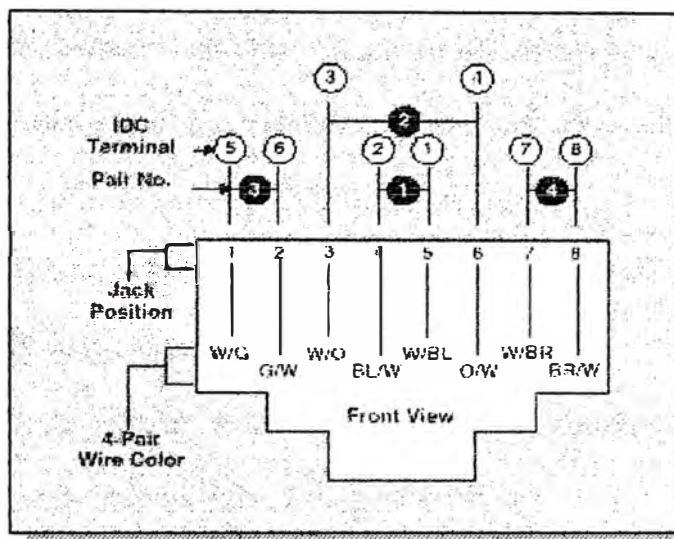 3 4
2
IDC
Terminal 5 6 2 1 7 8
Pair No. 3 1 4
1 2 3 4 5 6 7 8
Jack
Position
W/G W/O W/BL W/BR
G/W BL/W O/W BR/W
Front View
4-Pair
Wire Color